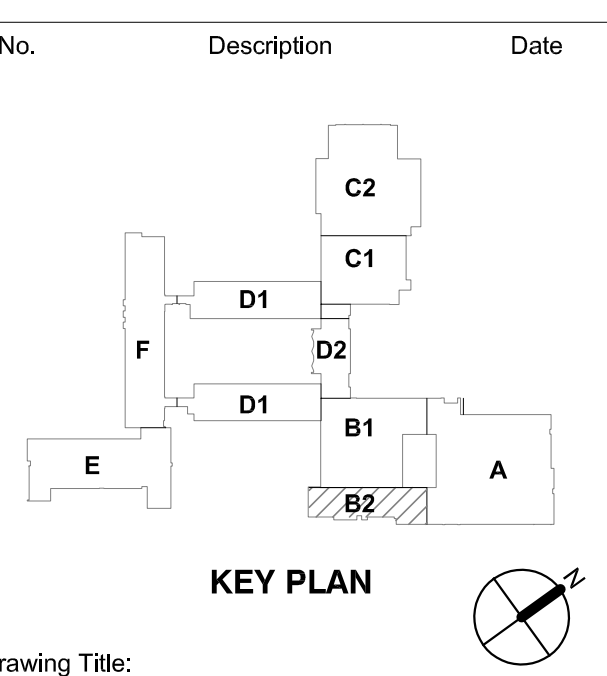 No. Description Date
C2
C1
D1
F D2
D1
B1
E A
B2
KEY PLAN
N
rawing Title: